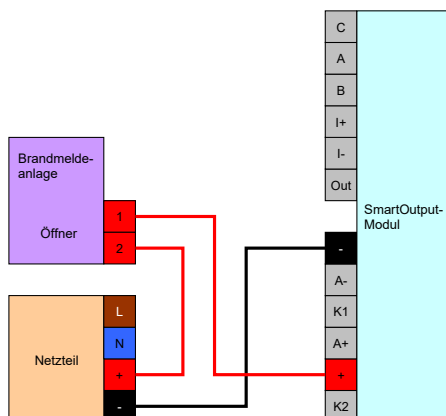 C
A
B
I+
I-
Out
Brandmelde-
anlage
Öffner
1
2
SmartOutput-
Modul
-
A-
K1
A+
+
K2
Netzteil
L
N
+
-